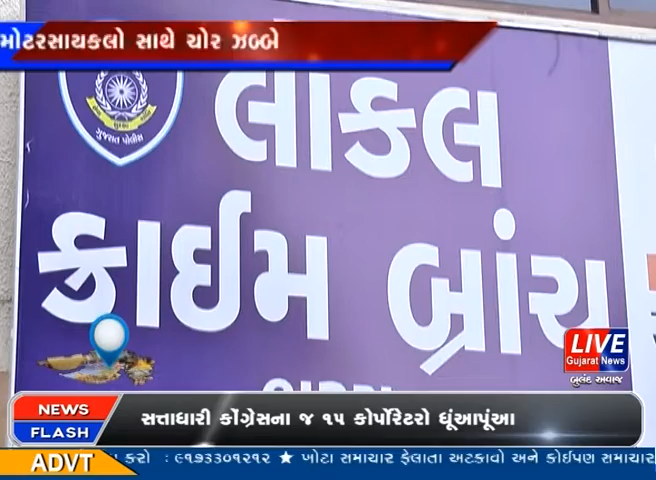 મોટરસાયકલો સાથે ચોર ઝબ્બે
ગુજરાત પોલીસ
લોકલ
ક્રાઈમ બ્રાંચ
LIVE
Gujarat News
બુલંદ અવાજ
NEWS
FLASH
સત્તાધારી કોંગ્રેસના જ ૧૫ કોર્પોરેટરો ધૂંઆપૂંઆ
ADVT
કરો : ૯૧૭૩૩૦૧૨૧૨ ★ ખોટા સમાચાર ફેલાતા અટકાવો અને કોઈપણ સમાચાર